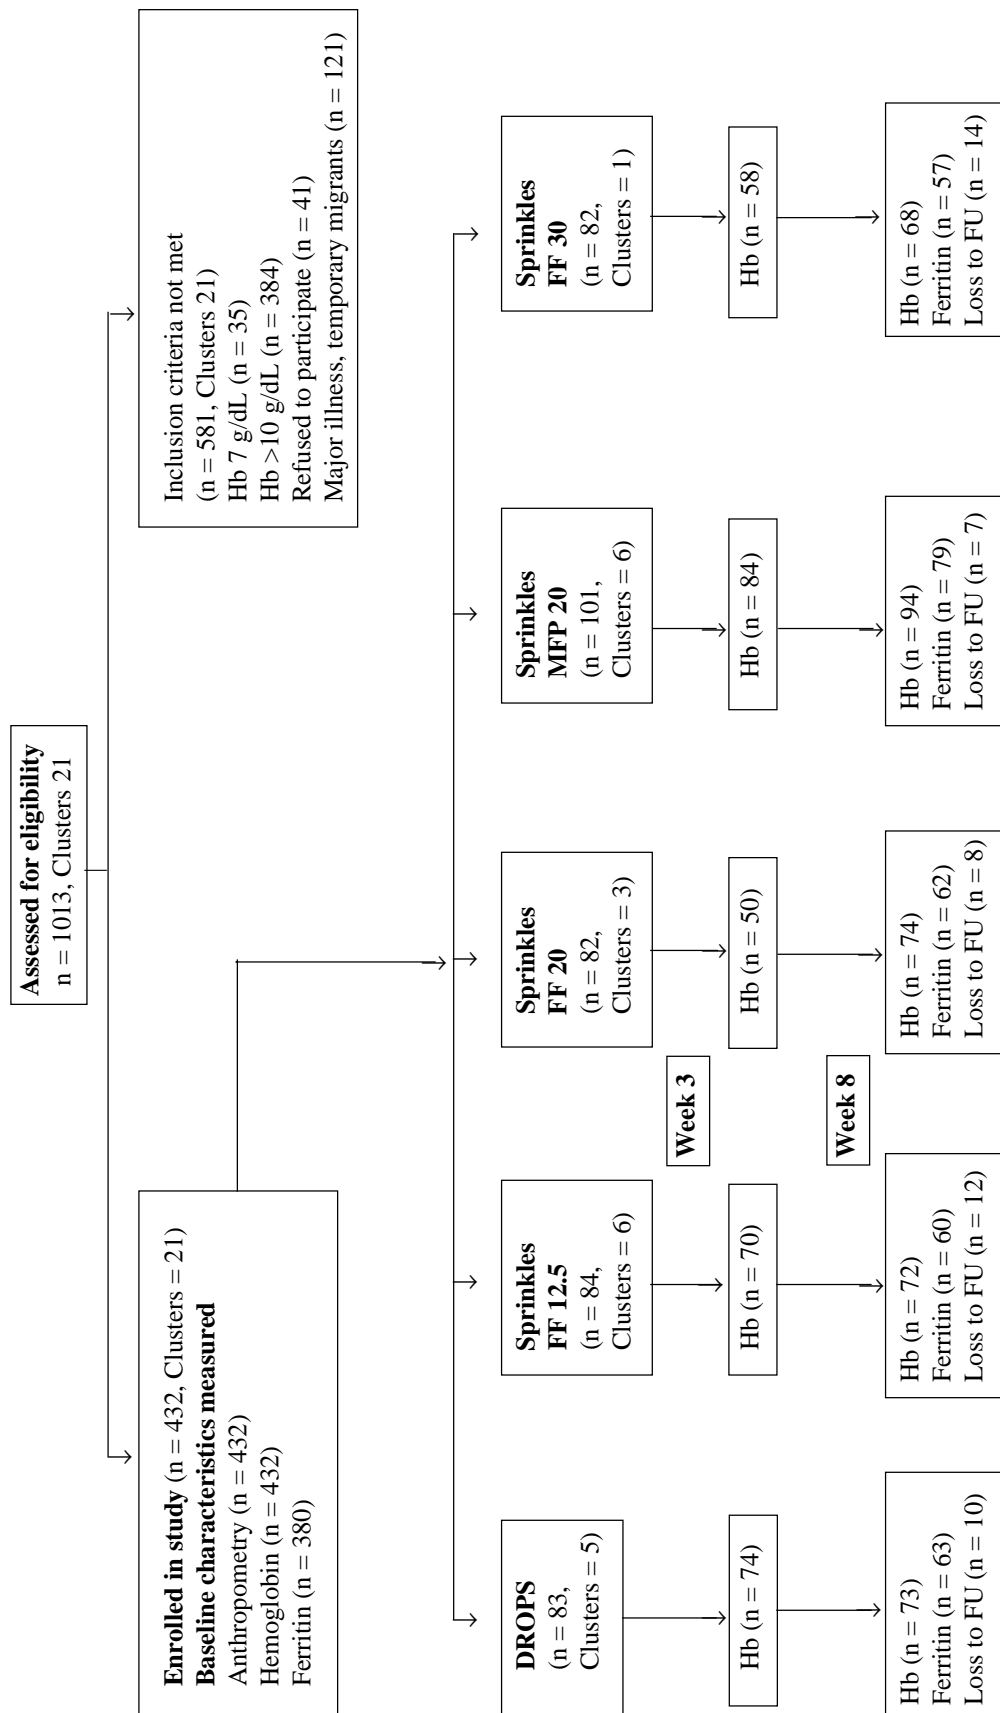 Assessed for eligibility
n = 1013, Clusters 21
Enrolled in study (n = 432, Clusters = 21)
Baseline characteristics measured
Anthropometry (n = 432)
Hemoglobin (n = 432)
Ferritin (n = 380)
Inclusion criteria not met
(n = 581, Clusters 21)
Hb 7 g/dL (n = 35)
Hb >10 g/dL (n = 384)
Refused to participate (n = 41)
Major illness, temporary migrants (n = 121)
DROPS
(n = 83,
Clusters = 5)
Sprinkles
FF 12.5
(n = 84,
Clusters = 6)
Sprinkles
FF 20
(n = 82,
Clusters = 3)
Sprinkles
MFP 20
(n = 101,
Clusters = 6)
Sprinkles
FF 30
(n = 82,
Clusters = 1)
Week 3
Hb (n = 74)
Hb (n = 70)
Hb (n = 50)
Hb (n = 84)
Hb (n = 58)
Week 8
Hb (n = 73)
Ferritin (n = 63)
Loss to FU (n = 10)
Hb (n = 72)
Ferritin (n = 60)
Loss to FU (n = 12)
Hb (n = 74)
Ferritin (n = 62)
Loss to FU (n = 8)
Hb (n = 94)
Ferritin (n = 79)
Loss to FU (n = 7)
Hb (n = 68)
Ferritin (n = 57)
Loss to FU (n = 14)